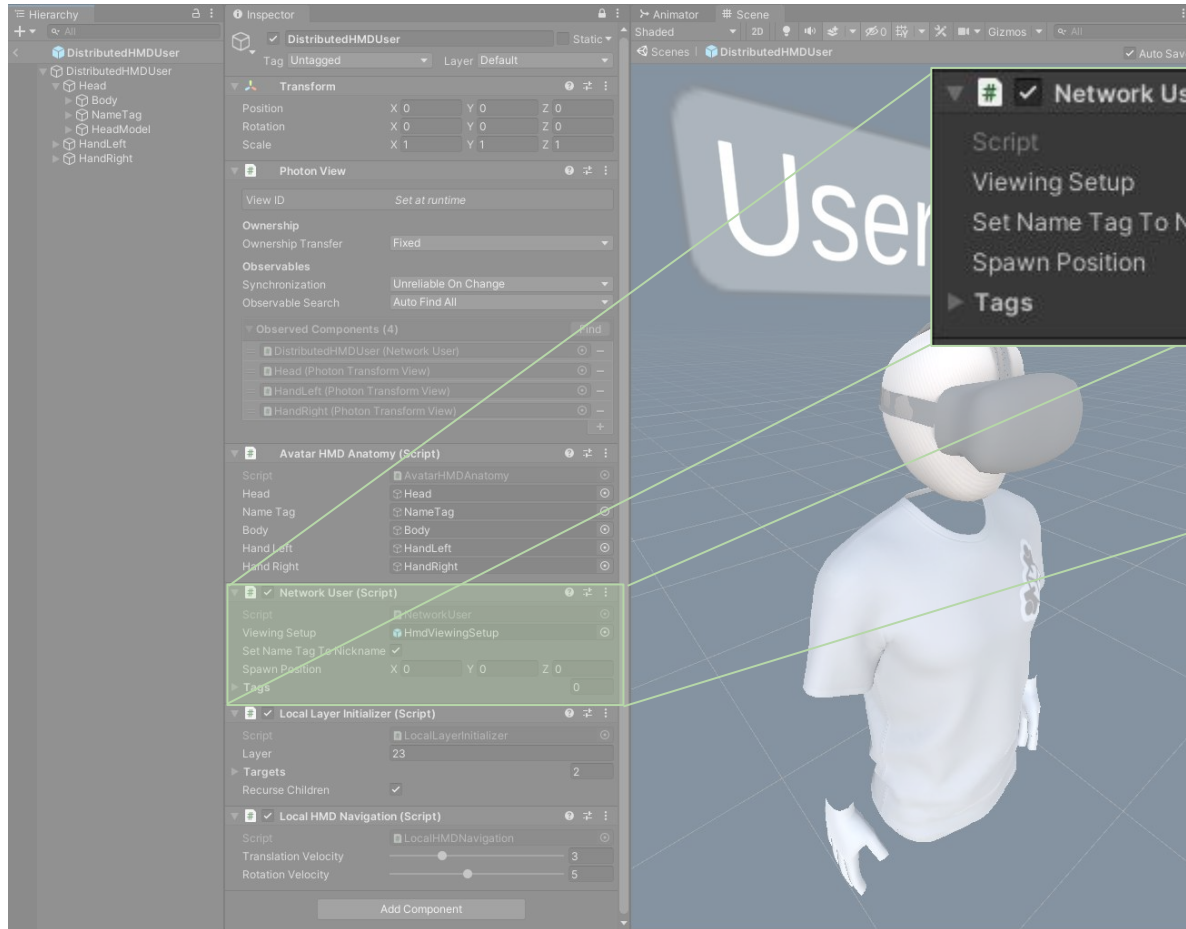 Hierarchy
All
DistributedHMDUser
DistributedHMDUser
Head
Body
NameTag
HeadModel
HandLeft
HandRight
Inspector
DistributedHMDUser
Static
Tag Untagged Layer Default
Transform
Position X 0 Y 0 Z 0
Rotation X 0 Y 0 Z 0
Scale X 1 Y 1 Z 1
Photon View
View ID Set at runtime
Ownership
Ownership Transfer Fixed
Observables
Synchronization Unreliable On Change
Observable Search Auto Find All
Observed Components (4) Find
DistributedHMDUser (Network User)
Head (Photon Transform View)
HandLeft (Photon Transform View)
HandRight (Photon Transform View)
Avatar HMD Anatomy (Script)
Script AvatarHMDAnatomy
Head Head
Name Tag NameTag
Body Body
Hand Left HandLeft
Hand Right HandRight
Network User (Script)
Script NetworkUser
Viewing Setup HmdViewingSetup
Set Name Tag To Nickname
Spawn Position X 0 Y 0 Z 0
Tags 0
Local Layer Initializer (Script)
Script LocalLayerInitializer
Layer 23
Targets 2
Recurse Children
Local HMD Navigation (Script)
Script LocalHMDNavigation
Translation Velocity 3
Rotation Velocity 5
Add Component
Animator
Scene
Shaded 2D 0 Gizmos All
Scenes DistributedHMDUser Auto Sav
User
Network Us
Script
Viewing Setup
Set Name Tag To N
Spawn Position
Tags